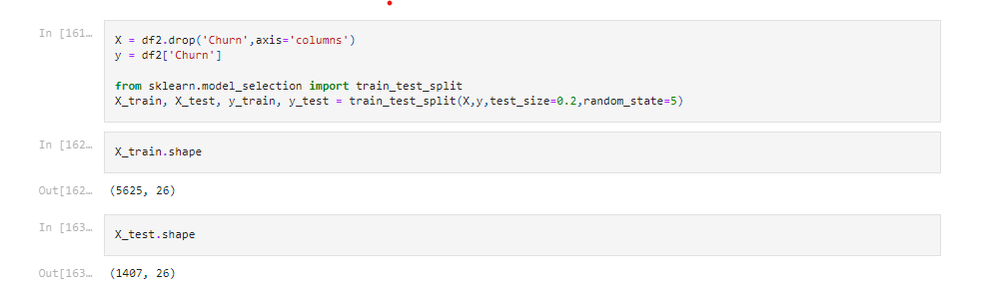 In [161…
X = df2.drop('Churn',axis='columns')
y = df2['Churn']
from sklearn.model_selection import train_test_split
X_train, X_test, y_train, y_test = train_test_split(X,y,test_size=0.2,random_state=5)
In [162…
X_train.shape
Out[162…
(5625, 26)
In [163…
X_test.shape
Out[163…
(1407, 26)